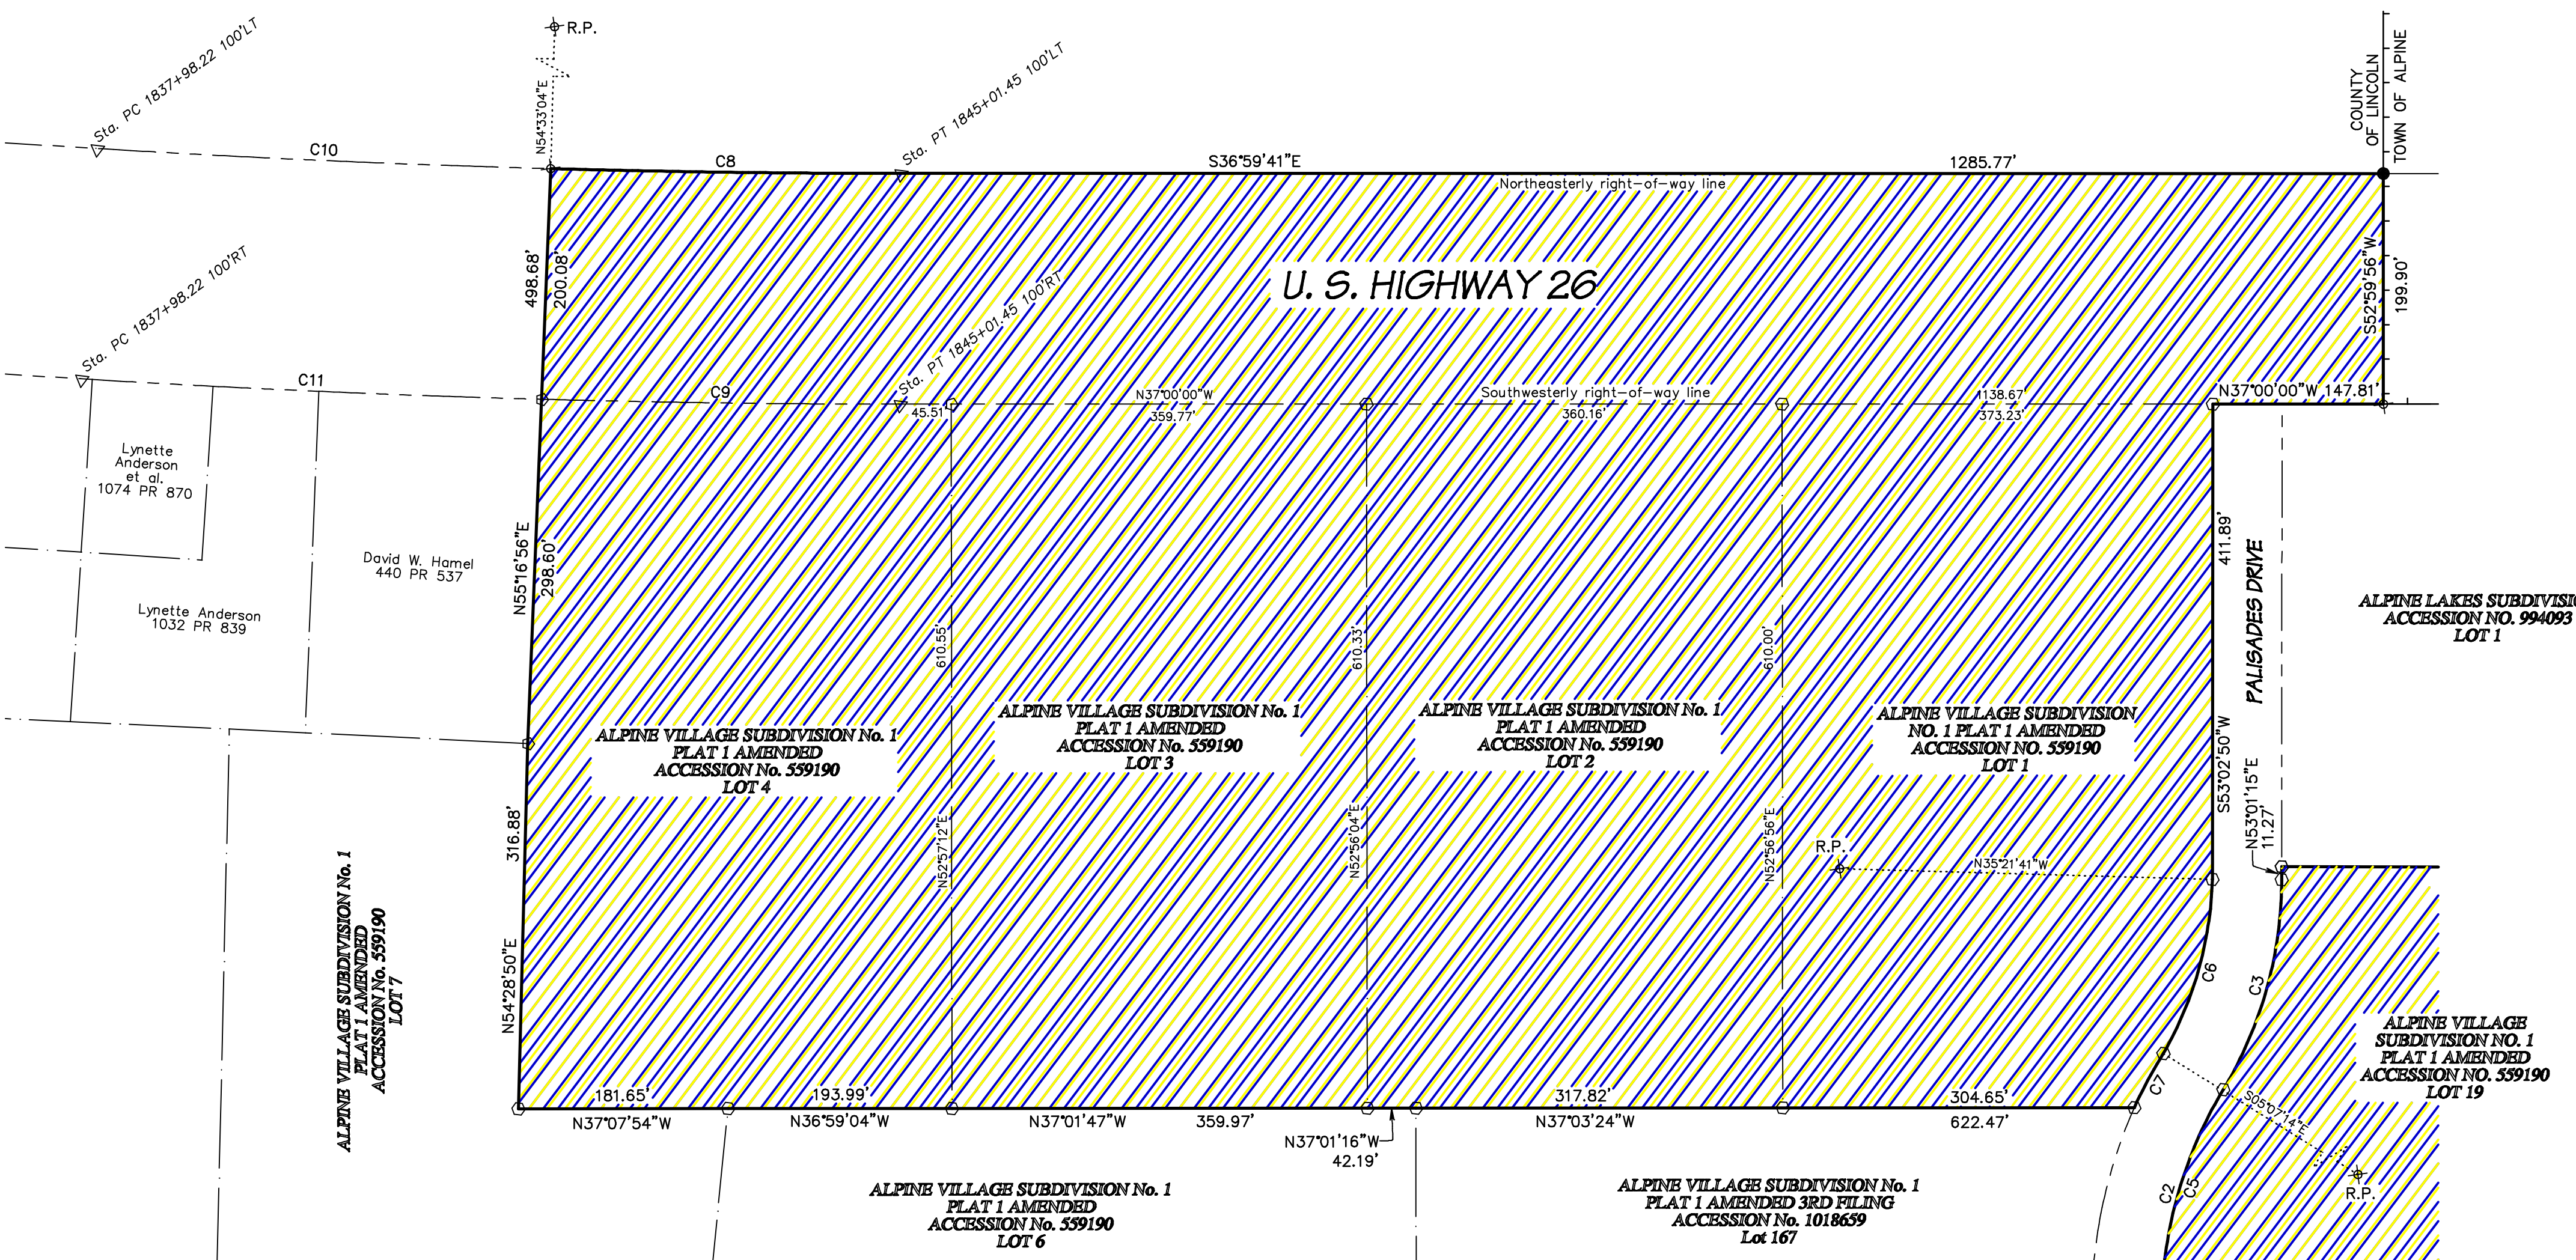 R.P.
Sta. PC 1837+98.22 100'LT
Sta. PT 1845+01.45 100'LT
COUNTY
OF LINCOLN
TOWN OF ALPINE
N54°33'04"E
C10
C8
S36°59'41"E
1285.77'
Northeasterly right-of-way line
U. S. HIGHWAY 26
498.68'
200.08'
S52°59'56"W
199.90'
Sta. PC 1837+98.22 100'RT
Sta. PT 1845+01.45 100'RT
C11
C9
45.51'
N37°00'00"W
359.77'
Southwesterly right-of-way line
360.16'
1138.67'
373.23'
N37°00'00"W 147.81'
Lynette
Anderson
et al.
1074 PR 870
David W. Hamel
440 PR 537
Lynette Anderson
1032 PR 839
N55°16'56"E
298.60'
610.55'
610.33'
610.00'
411.89'
PALISADES DRIVE
ALPINE LAKES SUBDIVISIO
ACCESSION NO. 994093
LOT 1
ALPINE VILLAGE SUBDIVISION No. 1
PLAT 1 AMENDED
ACCESSION No. 559190
LOT 4
ALPINE VILLAGE SUBDIVISION No. 1
PLAT 1 AMENDED
ACCESSION No. 559190
LOT 3
ALPINE VILLAGE SUBDIVISION No. 1
PLAT 1 AMENDED
ACCESSION No. 559190
LOT 2
ALPINE VILLAGE SUBDIVISION
NO. 1 PLAT 1 AMENDED
ACCESSION NO. 559190
LOT 1
S53°02'50"W
N53°01'15"E
11.27'
316.88'
N54°28'50"E
N52°57'12"E
N52°56'04"E
N52°56'56"E
R.P.
N35°21'41"W
ALPINE VILLAGE SUBDIVISION No. 1
PLAT 1 AMENDED
ACCESSION No. 559190
LOT 7
C6
C3
C7
S05°07'14"E
R.P.
C2
C5
ALPINE VILLAGE
SUBDIVISION NO. 1
PLAT 1 AMENDED
ACCESSION NO. 559190
LOT 19
181.65'
193.99'
317.82'
304.65'
N37°07'54"W
N36°59'04"W
N37°01'47"W
359.97'
N37°01'16"W
42.19'
N37°03'24"W
622.47'
ALPINE VILLAGE SUBDIVISION No. 1
PLAT 1 AMENDED
ACCESSION No. 559190
LOT 6
ALPINE VILLAGE SUBDIVISION No. 1
PLAT 1 AMENDED 3RD FILING
ACCESSION No. 1018659
Lot 167